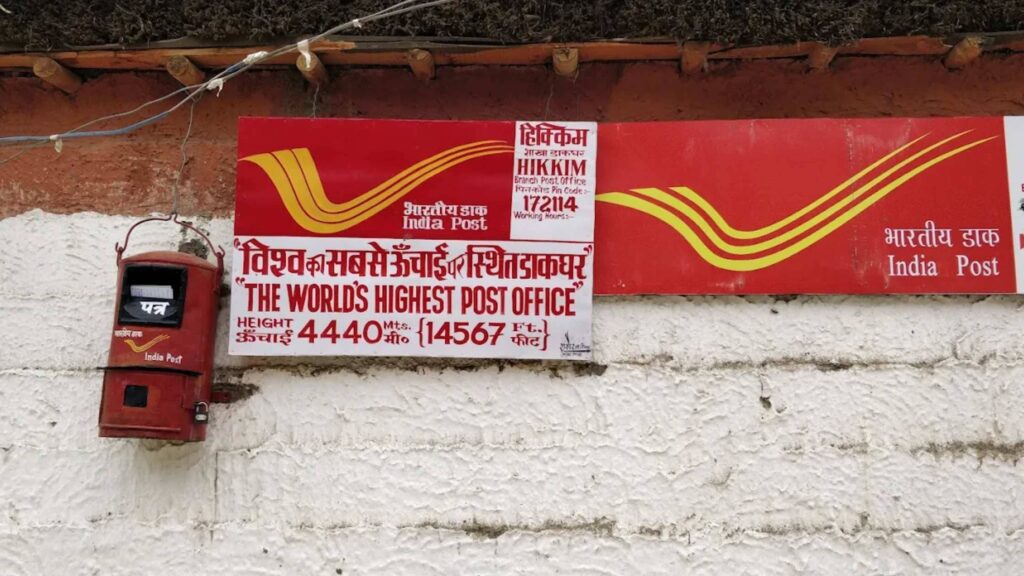 हिक्किम
शाखा डाकघर
HIKKIM
Branch Post Office
पिनकोड Pin Code:-
172114
Working Hours:-
भारतीय डाक
India Post
"विश्व का सबसे ऊँचाई पर स्थित डाकघर"
"THE WORLD'S HIGHEST POST OFFICE"
HEIGHT
ऊँचाई
4440 Mts. {14567 Ft.}
मी० फीट
भारतीय डाक
India Post
पत्र
भारतीय डाक
India Post